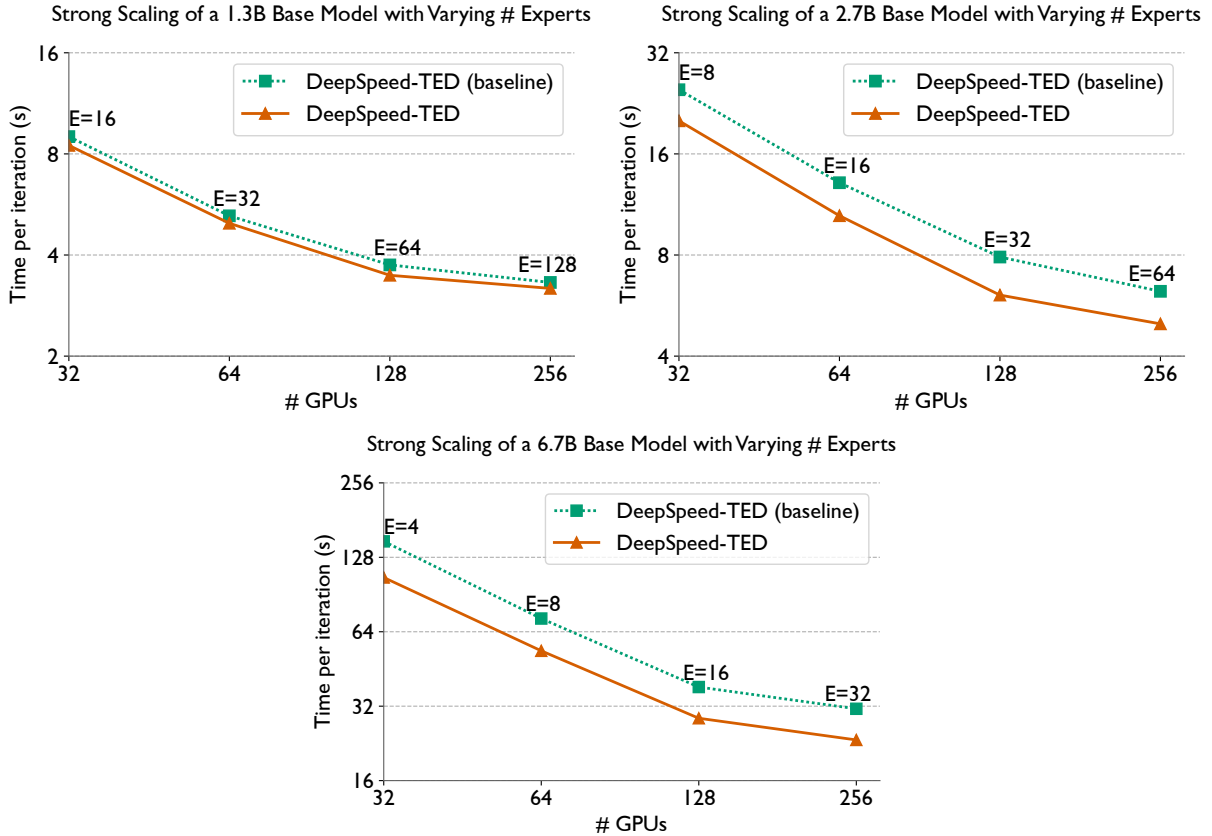 Strong Scaling of a 1.3B Base Model with Varying # Experts
16
8
4
2
Time per iteration (s)
DeepSpeed-TED (baseline)
DeepSpeed-TED
E=16
E=32
E=64
E=128
32
64
128
256
# GPUs
Strong Scaling of a 2.7B Base Model with Varying # Experts
32
16
8
4
Time per iteration (s)
DeepSpeed-TED (baseline)
DeepSpeed-TED
E=8
E=16
E=32
E=64
32
64
128
256
# GPUs
Strong Scaling of a 6.7B Base Model with Varying # Experts
256
128
64
32
16
Time per iteration (s)
DeepSpeed-TED (baseline)
DeepSpeed-TED
E=4
E=8
E=16
E=32
32
64
128
256
# GPUs